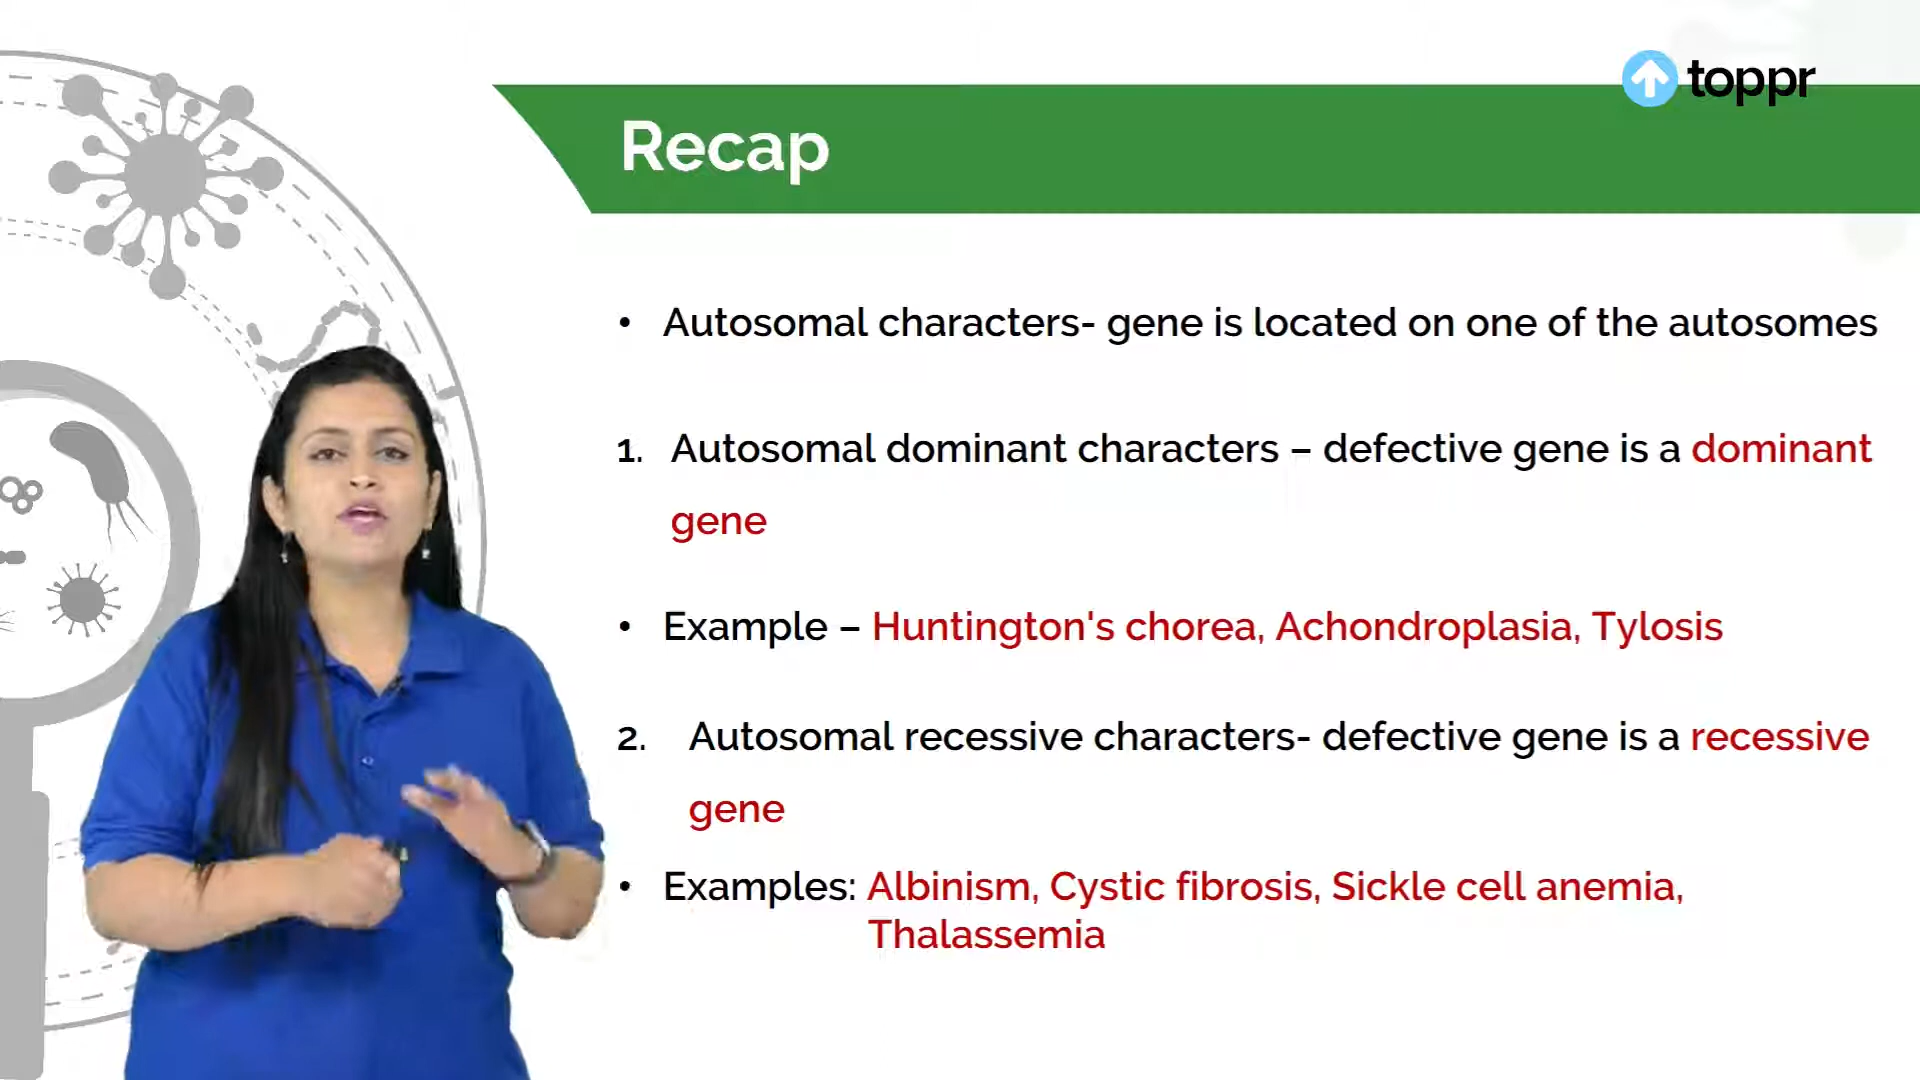 toppr
Recap
• Autosomal characters- gene is located on one of the autosomes
1. Autosomal dominant characters – defective gene is a dominant
gene
• Example – Huntington's chorea, Achondroplasia, Tylosis
2. Autosomal recessive characters- defective gene is a recessive
gene
• Examples: Albinism, Cystic fibrosis, Sickle cell anemia,
Thalassemia